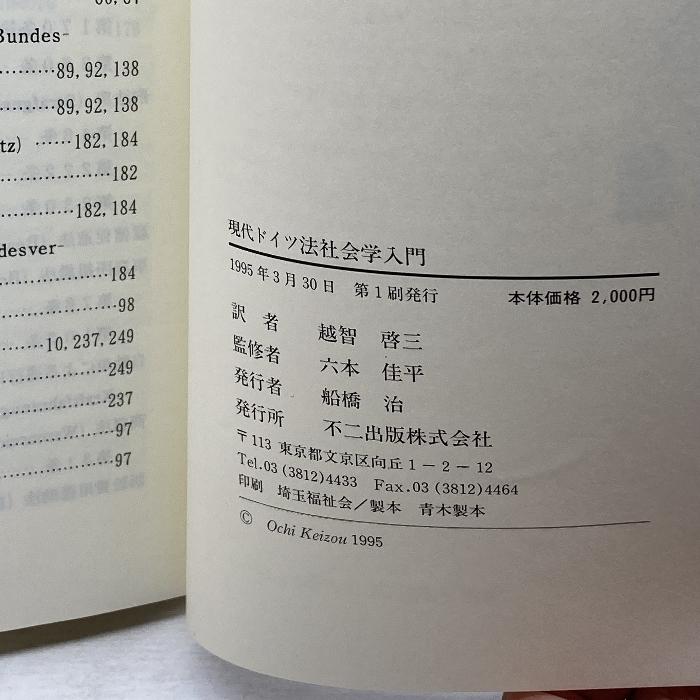 Bundes-
………89, 92, 138
………89, 92, 138
tz) ……182, 184
………182
………182, 184
desver-
………184
………98
………10, 237, 249
………249
………237
………97
………97
現代ドイツ法社会学入門
1995年3月30日 第1刷発行 本体価格 2,000円
訳者 越智 啓三
監修者 六本 佳平
発行者 船橋 治
発行所 不二出版株式会社
〒113 東京都文京区向丘1-2-12
Tel.03 (3812)4433 Fax.03 (3812)4464
印刷 埼玉福祉会/製本 青木製本
© Ochi Keizou 1995